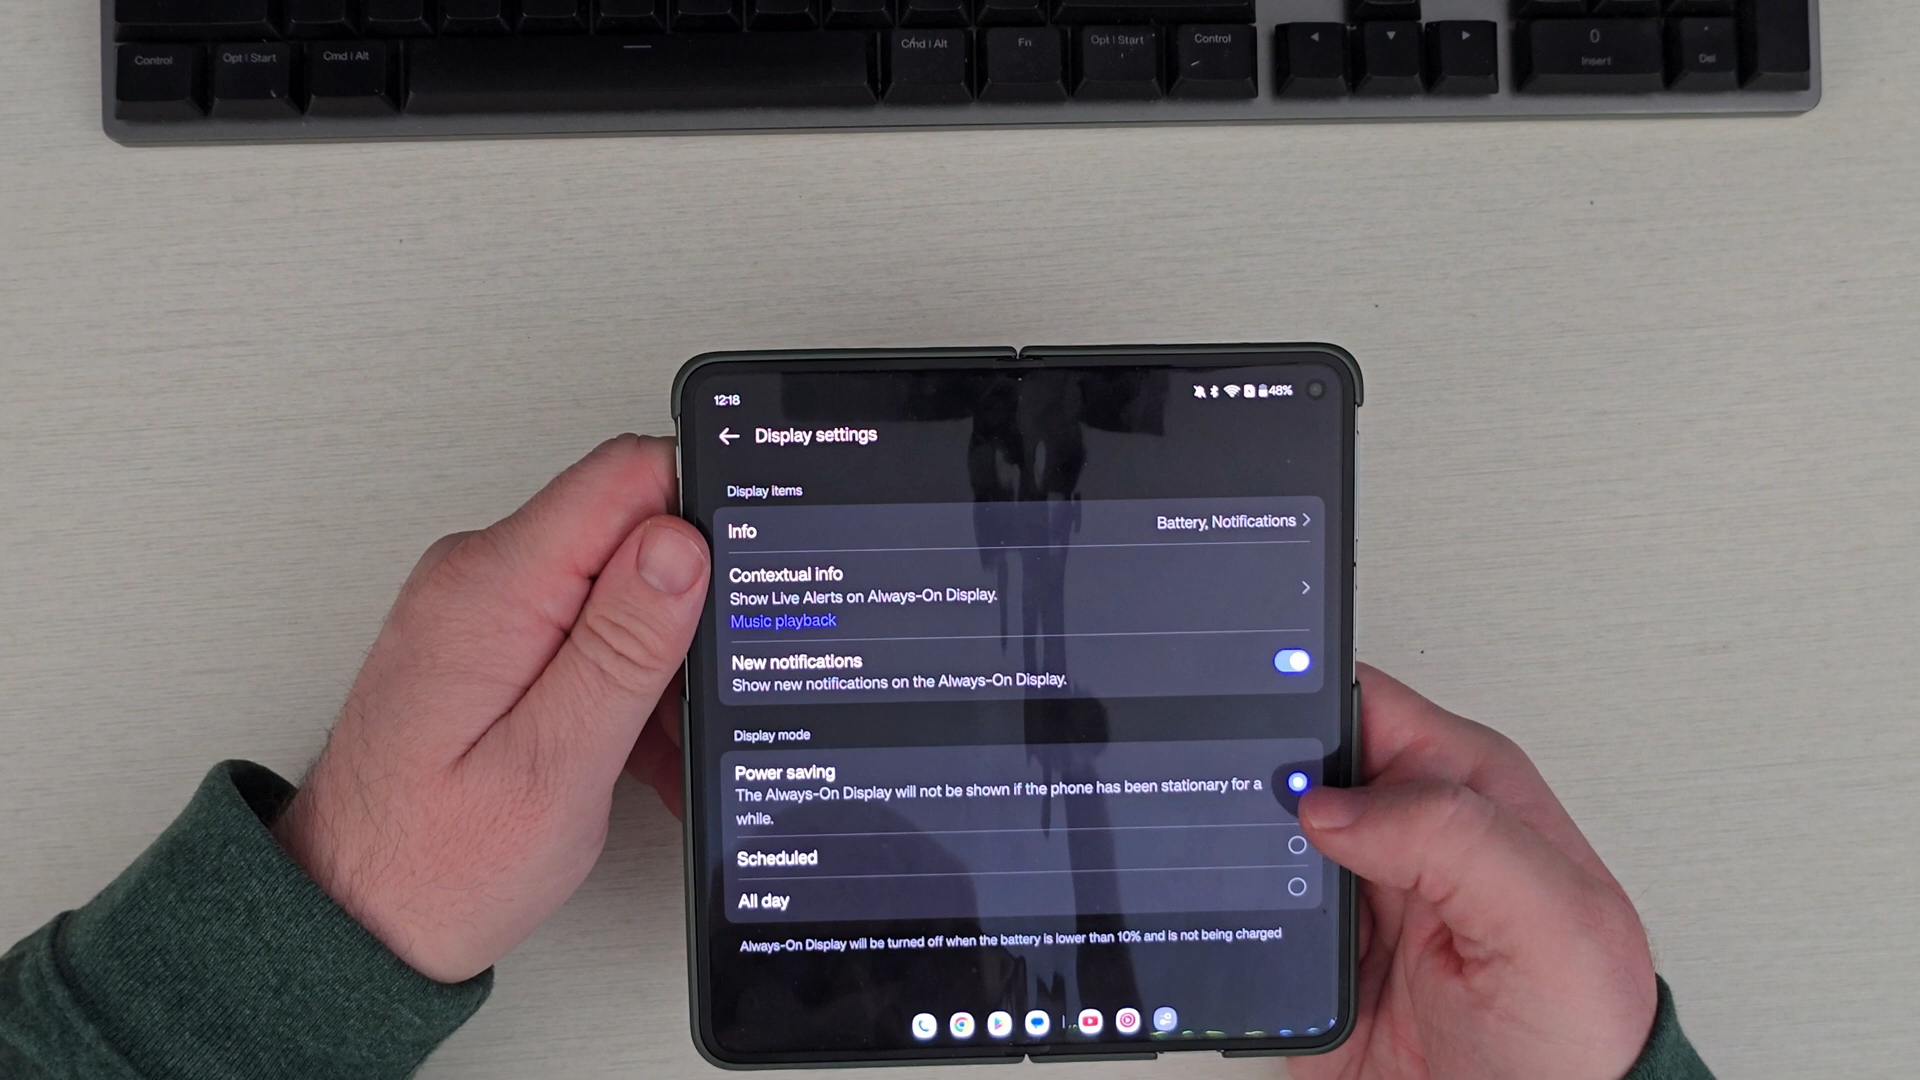 Control Opt | Start Cmd | Alt Cmd | Alt Fn Opt | Start Control 0
Insert Del
12:18 48%
Display settings
Display items
Info Battery, Notifications
Contextual info
Show Live Alerts on Always-On Display.
Music playback
New notifications
Show new notifications on the Always-On Display.
Display mode
Power saving
The Always-On Display will not be shown if the phone has been stationary for a
while.
Scheduled
All day
Always-On Display will be turned off when the battery is lower than 10% and is not being charged